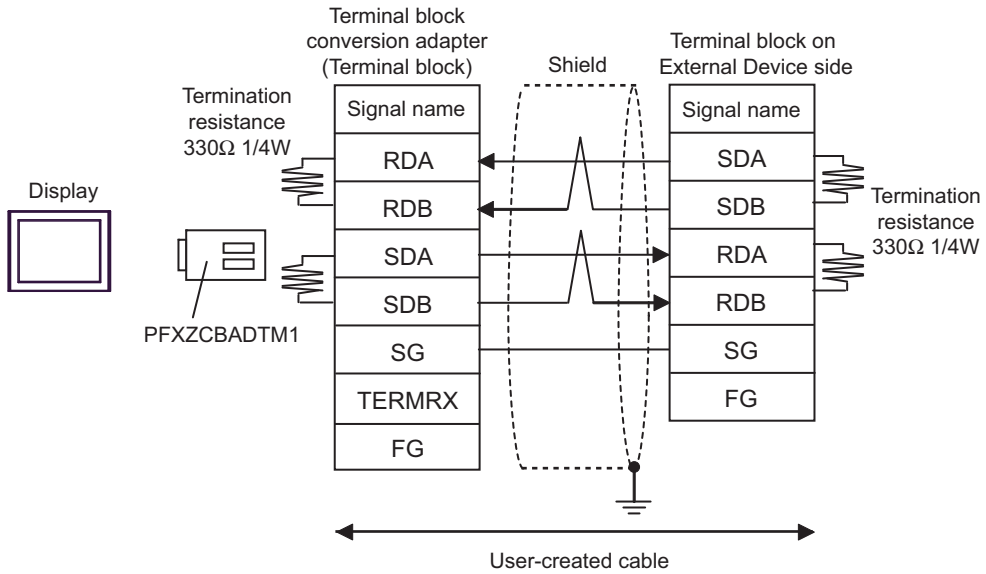 Terminal block
conversion adapter
(Terminal block)
Terminal block on
External Device side
Shield
Termination
resistance
330Ω 1/4W
Display
PFXZCBADTM1
Signal name
RDA
RDB
SDA
SDB
SG
TERMRX
FG
Signal name
SDA
SDB
RDA
RDB
SG
FG
Termination
resistance
330Ω 1/4W
User-created cable